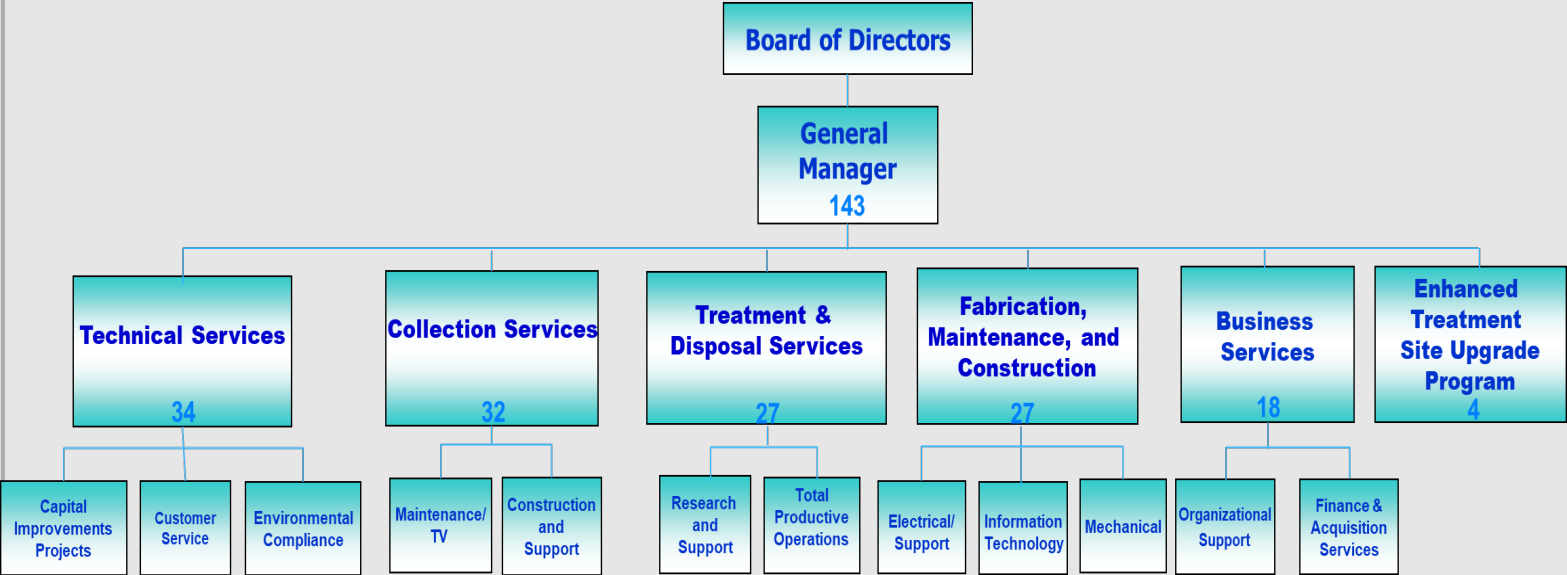 Board of Directors
General
Manager
143
Technical Services
34
Collection Services
32
Treatment &
Disposal Services
27
Fabrication,
Maintenance, and
Construction
27
Business
Services
18
Enhanced
Treatment
Site Upgrade
Program
4
Capital
Improvements
Projects
Customer
Service
Environmental
Compliance
Maintenance/
TV
Construction
and
Support
Research
and
Support
Total
Productive
Operations
Electrical/
Support
Information
Technology
Mechanical
Organizational
Support
Finance &
Acquisition
Services